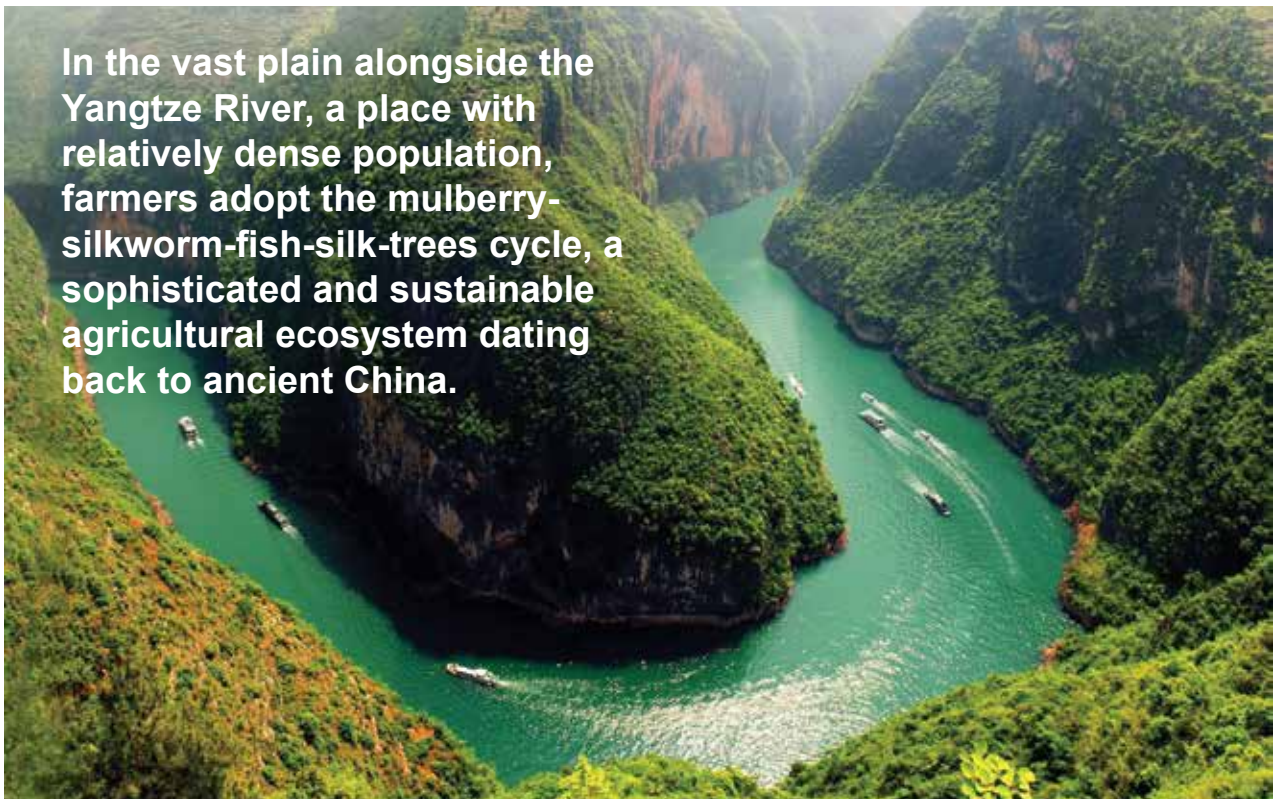 In the vast plain alongside the
Yangtze River, a place with
relatively dense population,
farmers adopt the mulberry-
silkworm-fish-silk-trees cycle, a
sophisticated and sustainable
agricultural ecosystem dating
back to ancient China.